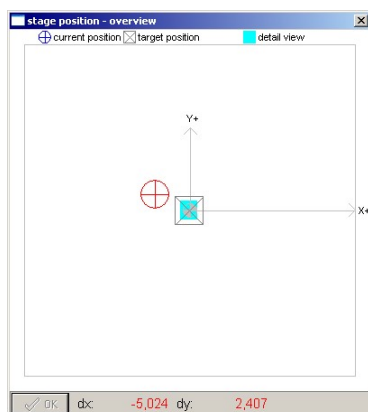 stage position - overview
current position target position detail view
Y+
X+
OK dx: -5,024 dy: 2,407